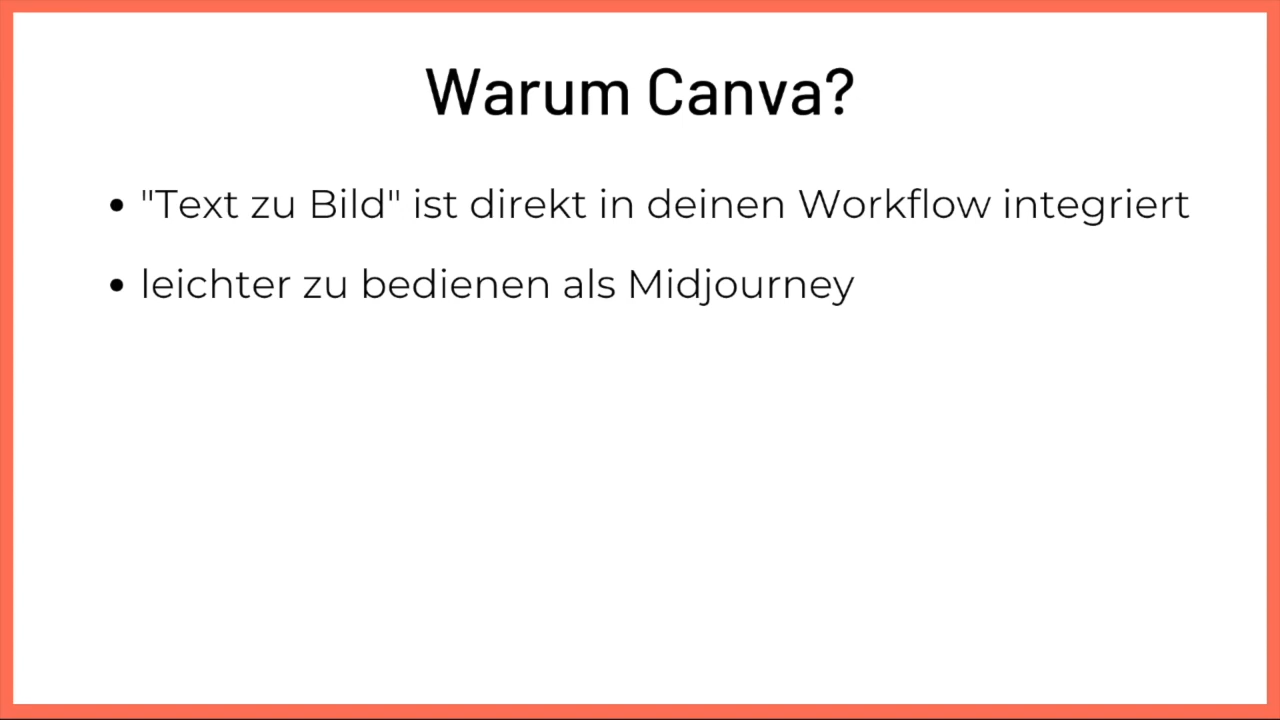 Warum Canva?
• "Text zu Bild" ist direkt in deinen Workflow integriert
• leichter zu bedienen als Midjourney